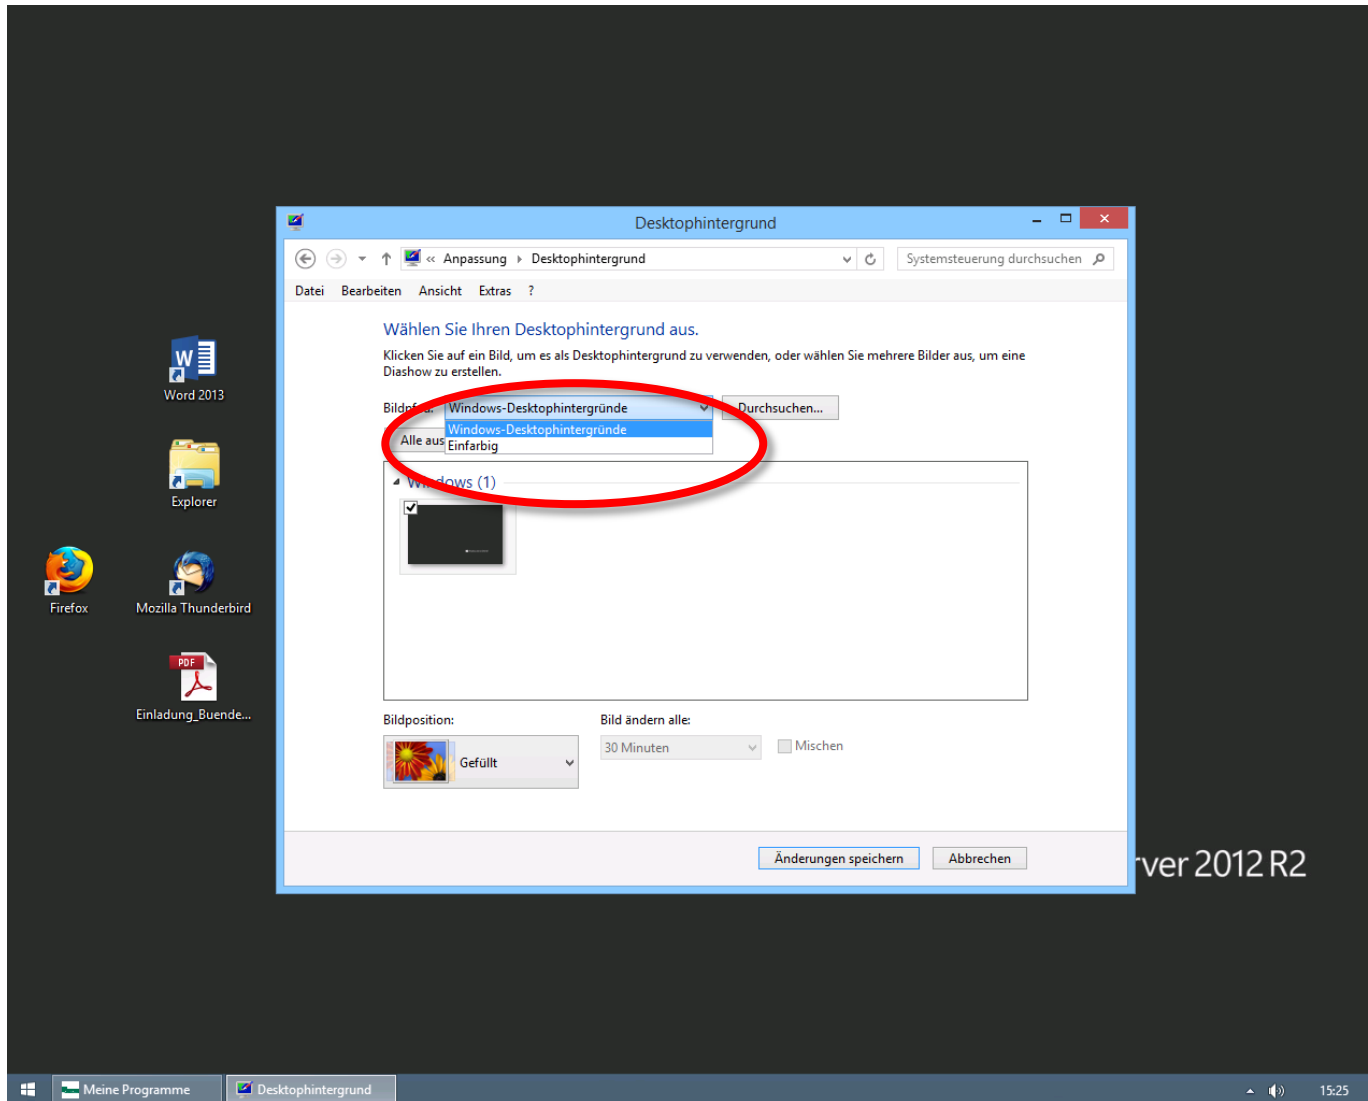 Desktophintergrund
« Anpassung Desktophintergrund
Systemsteuerung durchsuchen
Datei Bearbeiten Ansicht Extras ?
Wählen Sie Ihren Desktophintergrund aus.
Klicken Sie auf ein Bild, um es als Desktophintergrund zu verwenden, oder wählen Sie mehrere Bilder aus, um eine
Diashow zu erstellen.
Windows-Desktophintergründe Durchsuchen...
Windows-Desktophintergründe
Alle aus
Einfarbig
Windows (1)
Bildposition: Bild ändern alle:
Gefüllt 30 Minuten Mischen
Änderungen speichern Abbrechen
Word 2013
Explorer
Firefox Mozilla Thunderbird
PDF
Einladung_Buende...
ver 2012 R2
Meine Programme Desktophintergrund 15:25